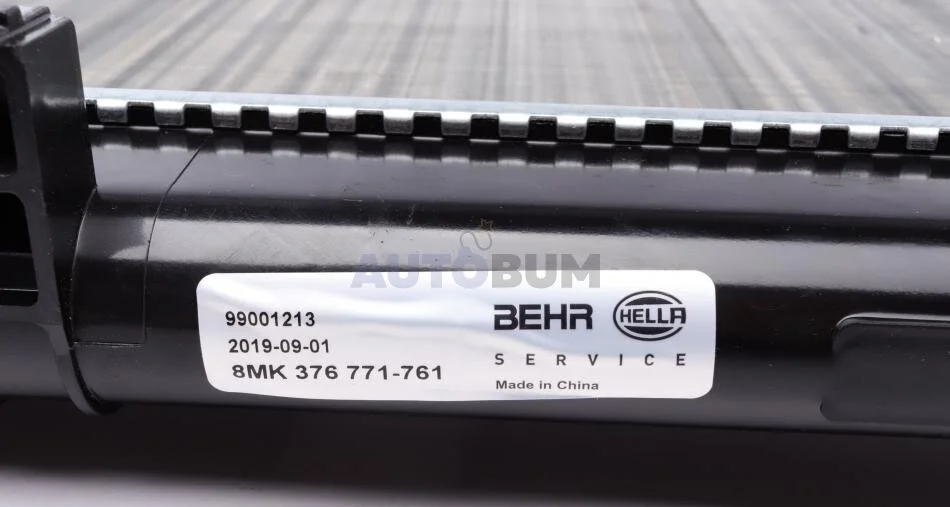 AUTOBUM
99001213
2019-09-01
8MK 376 771-761
BEHR HELLA
SERVICE
Made in China